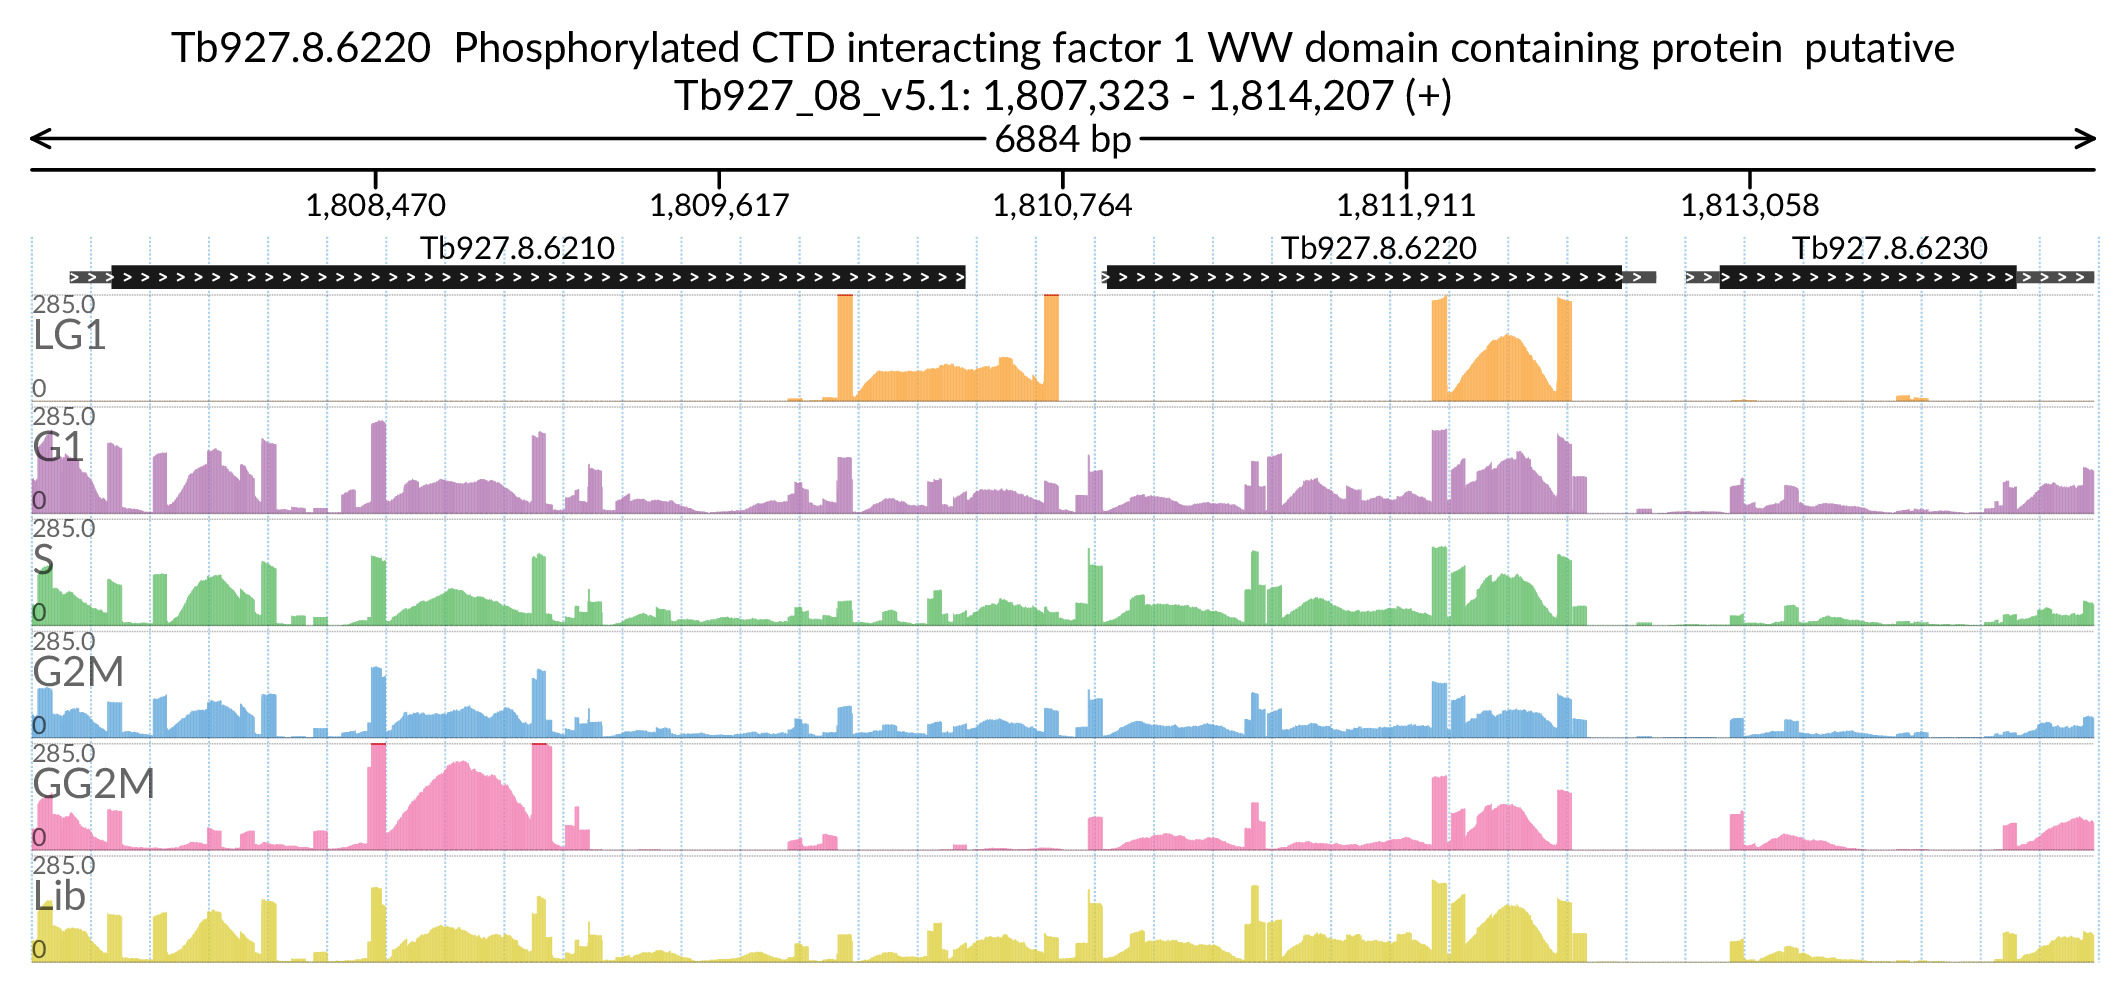 Tb927.8.6220  Phosphorylated CTD interacting factor 1 WW domain containing protein  putative
Tb927_08_v5.1: 1,807,323 - 1,814,207 (+)
6884 bp
1,808,470 1,809,617 1,810,764 1,811,911 1,813,058
Tb927.8.6210 Tb927.8.6220 Tb927.8.6230
285.0
LG1
0
285.0
G1
0
285.0
S
0
285.0
G2M
0
285.0
GG2M
0
285.0
Lib
0